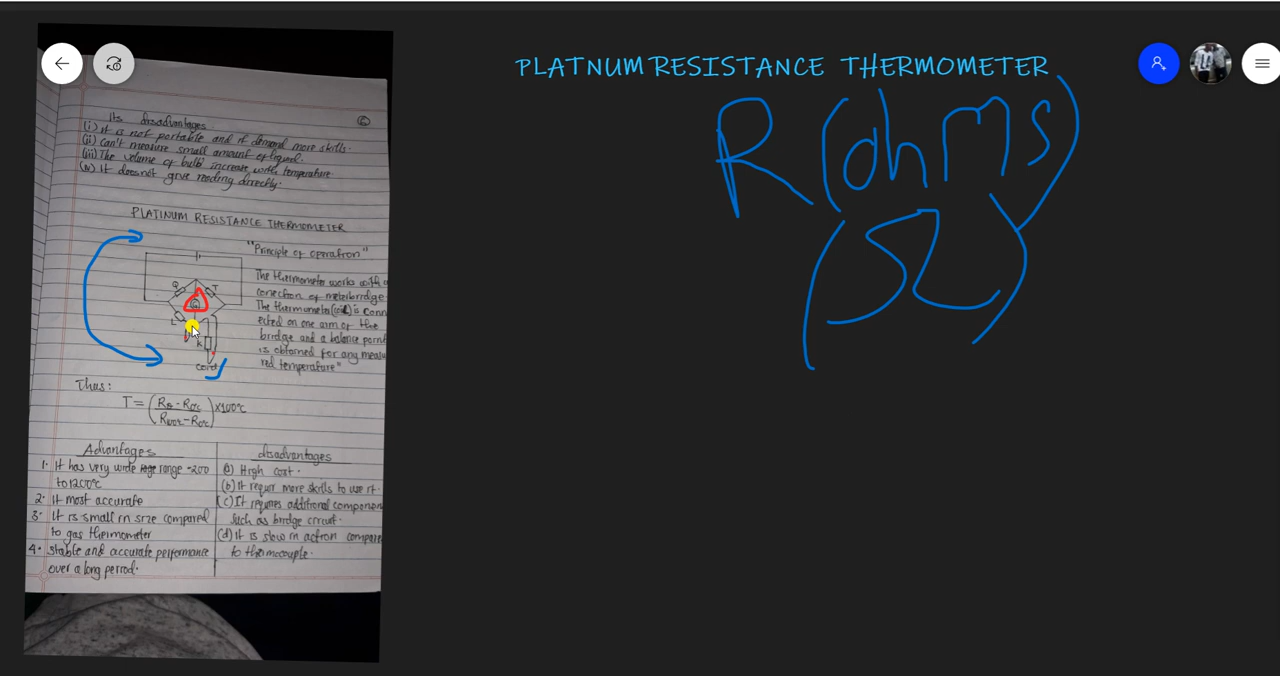 PLATNUM RESISTANCE THERMOMETER
R (ohms)
(Ω)
Its disadvantages
(i) It is not portable and it demand more skills.
(ii) Can't measure small amount of liquid.
(iii) The volume of bulb increase with temperature
(iv) It does not give reading directly.
PLATINUM RESISTANCE THERMOMETER
"Principle of operation"
The thermometer works with
conection of meterbridge
The thermometer (coil) is conn
ected on one arm of the
bridge and a balance point
is obtained for any measu
red temperature"
Q
T
G
L
K
Thus:
T = (Rθ - R0°c / R100°c - R0°c) x100°c
Advantages
1. It has very wide range -200
to 1200°c
2. It most accurate
3. It is small in size compared
to gas thermometer
4. stable and accurate performance
over a long period.
disadvantages
(a) High cost.
(b) It requir more skills to use it.
(c) It requires additional componen
such as bridge circuit.
(d) It is slow in action compare
to thermocouple.